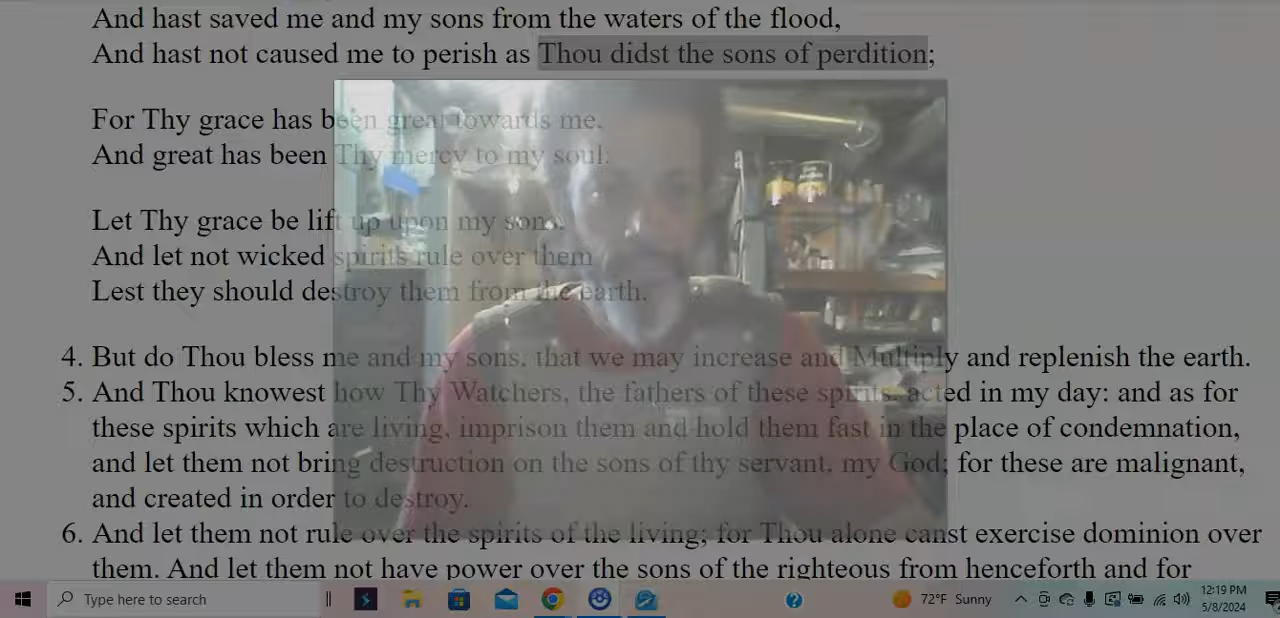 And hast saved me and my sons from the waters of the flood,
And hast not caused me to perish as Thou didst the sons of perdition;
For Thy grace has been great towards me.
And great has been Thy mercy to my soul:
Let Thy grace be lift up upon my sons.
And let not wicked spirits rule over them
Lest they should destroy them from the earth.
4. But do Thou bless me and my sons, that we may increase and Multiply and replenish the earth.
5. And Thou knowest how Thy Watchers, the fathers of these spirits, acted in my day: and as for
these spirits which are living, imprison them and hold them fast in the place of condemnation,
and let them not bring destruction on the sons of thy servant, my God; for these are malignant,
and created in order to destroy.
6. And let them not rule over the spirits of the living; for Thou alone canst exercise dominion over
them. And let them not have power over the sons of the righteous from henceforth and for
Type here to search
72°F Sunny
12:19 PM
5/8/2024